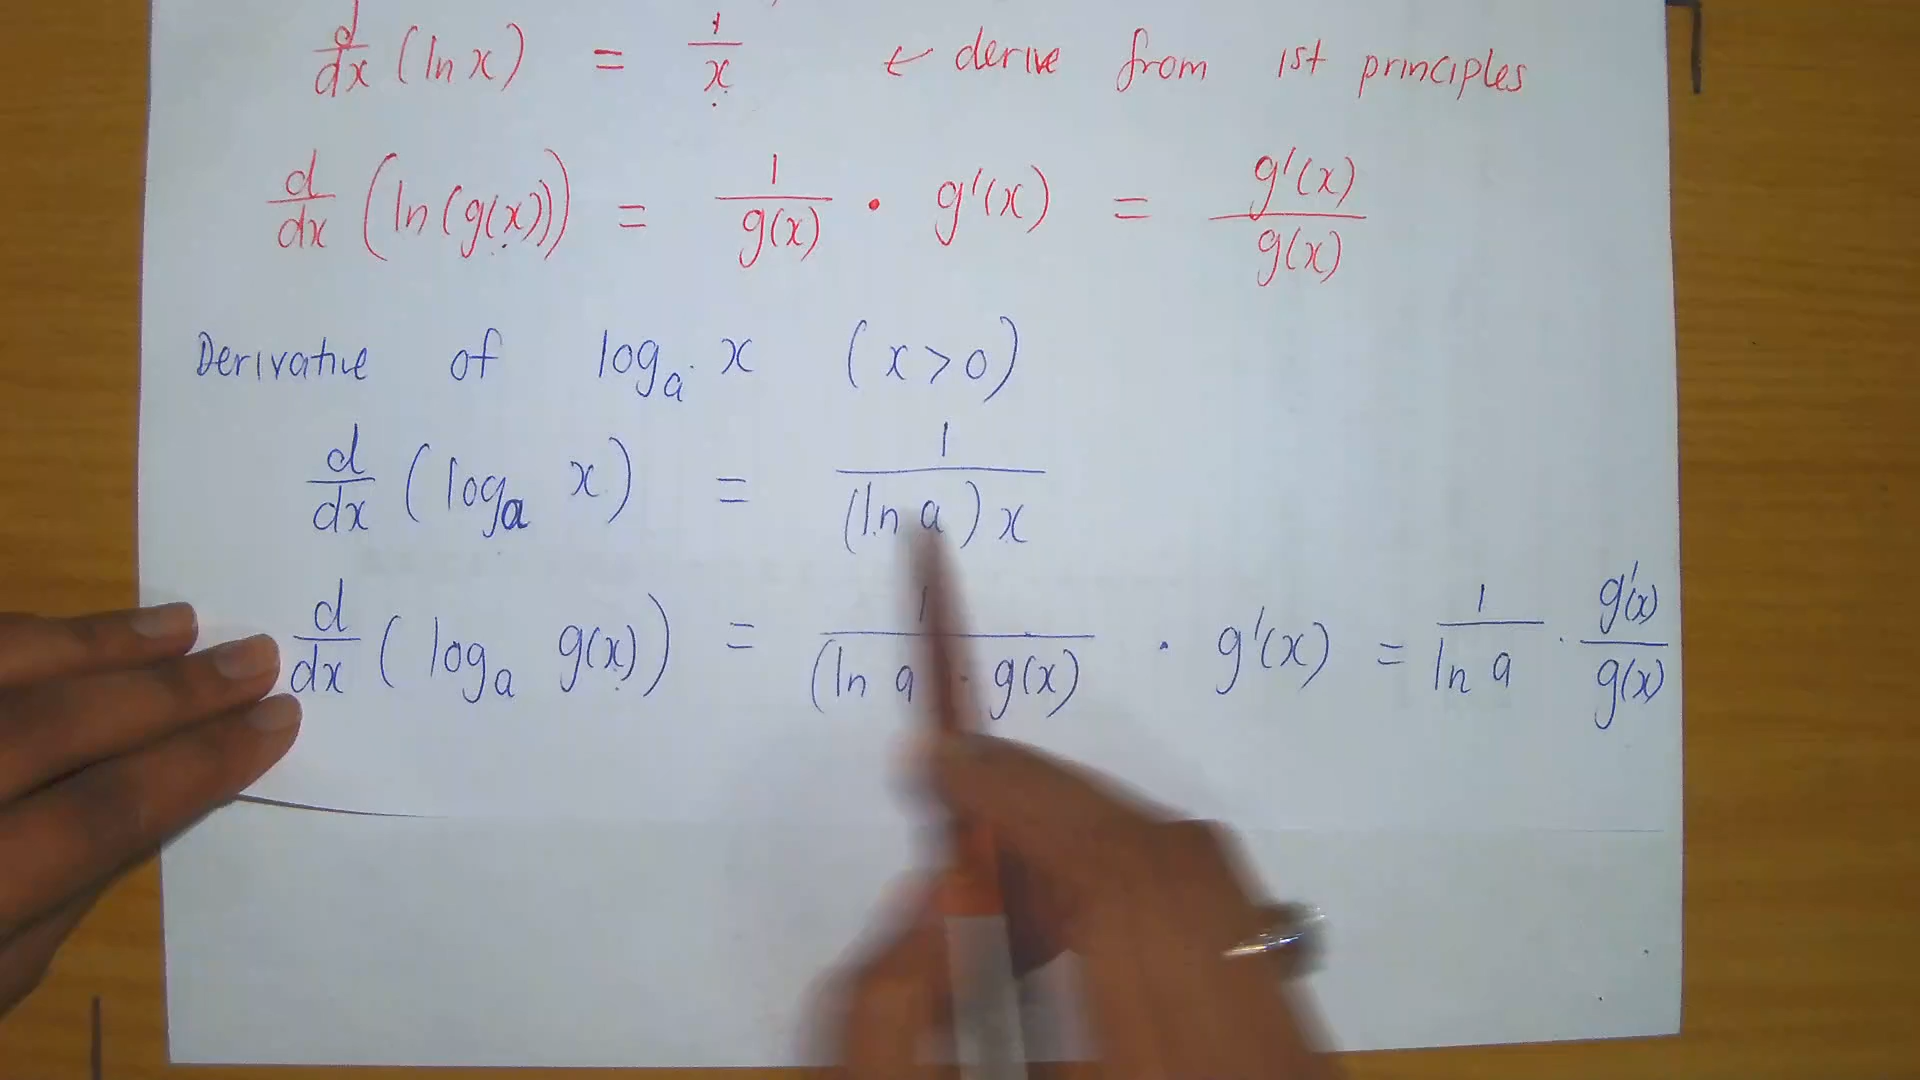 d/dx (ln x) = 1/x ← derive from 1st principles
d/dx (ln(g(x))) = 1/g(x) · g'(x) = g'(x)/g(x)
Derivative of log_a x (x>0)
d/dx (log_a x) = 1/((ln a) x)
d/dx (log_a g(x)) = 1/((ln a · g(x)) · g'(x) = 1/(ln a) · g'(x)/g(x)